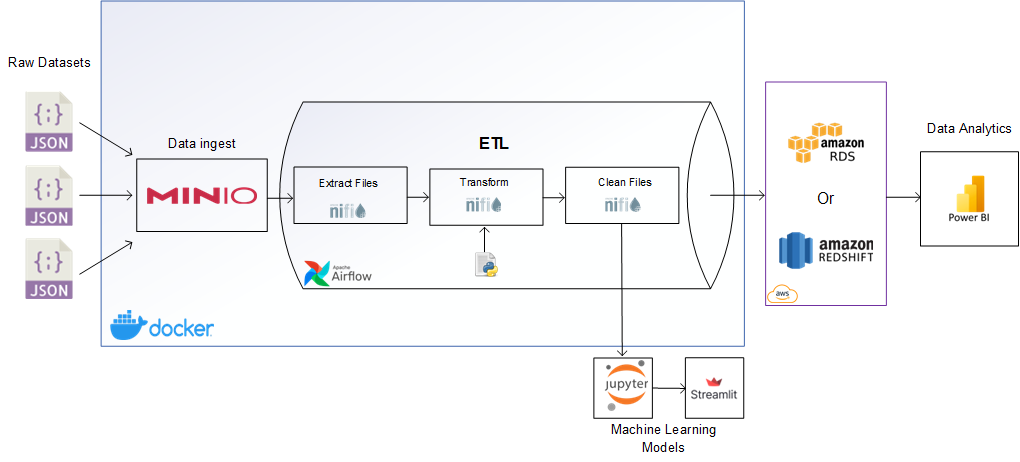 Raw Datasets
{;}
JSON
{;}
JSON
{;}
JSON
Data ingest
MINIO
ETL
Extract Files
nifi
Transform
nifi
Clean Files
nifi
Apache
Airflow
docker
amazon
RDS
Or
amazon
REDSHIFT
aws
Data Analytics
Power BI
jupyter
Streamlit
Machine Learning
Models